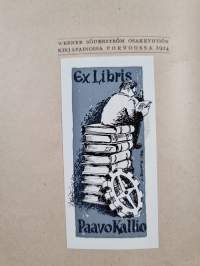 WERNER SÖDERSTRÖM OSAKEYHTIÖN
KIRJAPAINOSSA PORVOOSSA 1924
Ex Libris
Paavo Kallio